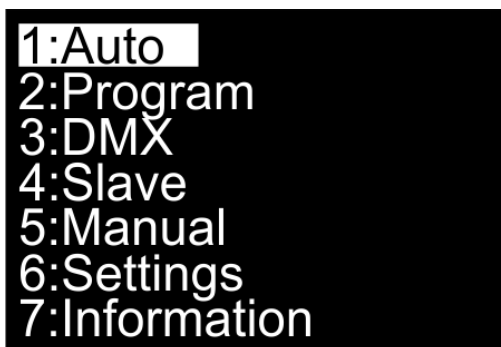 1:Auto
2:Program
3:DMX
4:Slave
5:Manual
6:Settings
7:Information